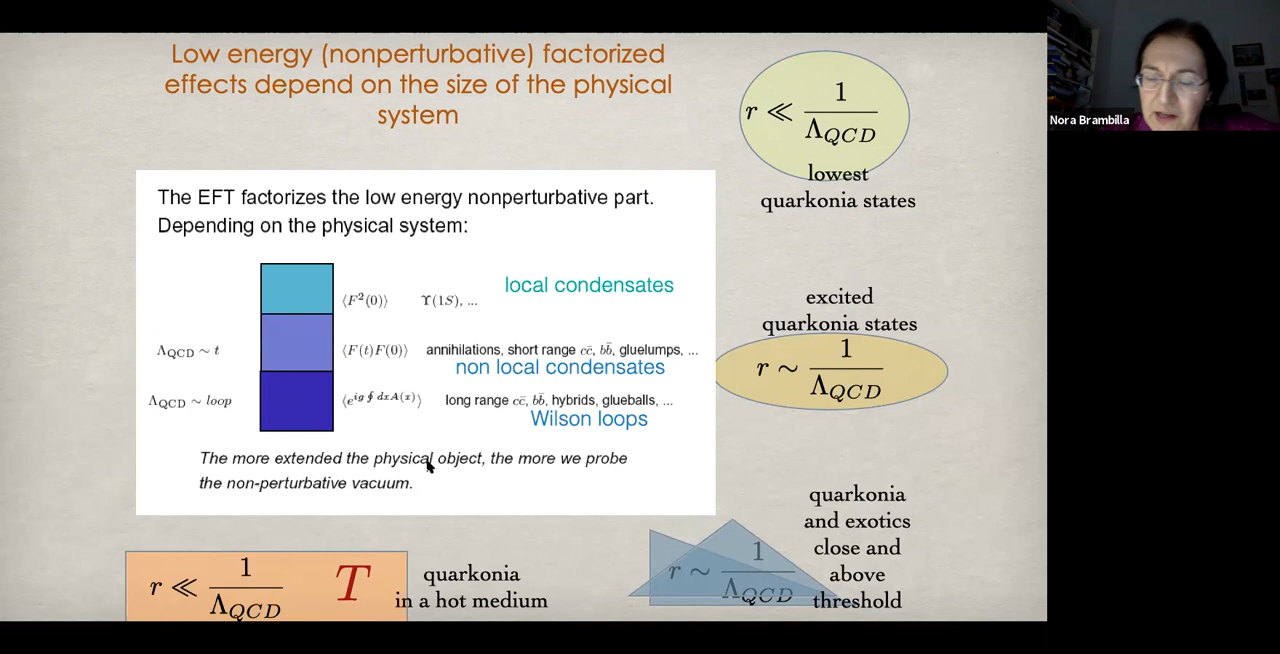 Low energy (nonperturbative) factorized
effects depend on the size of the physical
system
r ≪ 1/Λ_QCD
lowest
quarkonia states
Nora Brambilla
The EFT factorizes the low energy nonperturbative part.
Depending on the physical system:
local condensates
⟨F²(0)⟩ ϒ(1S), ...
Λ_QCD ∼ t ⟨F(t)F(0)⟩ annihilations, short range cc̄, bb̄, gluelumps, ...
non local condensates
Λ_QCD ∼ loop ⟨e^{ig∮dxA(x)}⟩ long range cc̄, bb̄, hybrids, glueballs, ...
Wilson loops
The more extended the physical object, the more we probe
the non-perturbative vacuum.
excited
quarkonia states
r ∼ 1/Λ_QCD
r ≪ 1/Λ_QCD T
quarkonia
in a hot medium
r ∼ 1/Λ_QCD
quarkonia
and exotics
close and
above
threshold